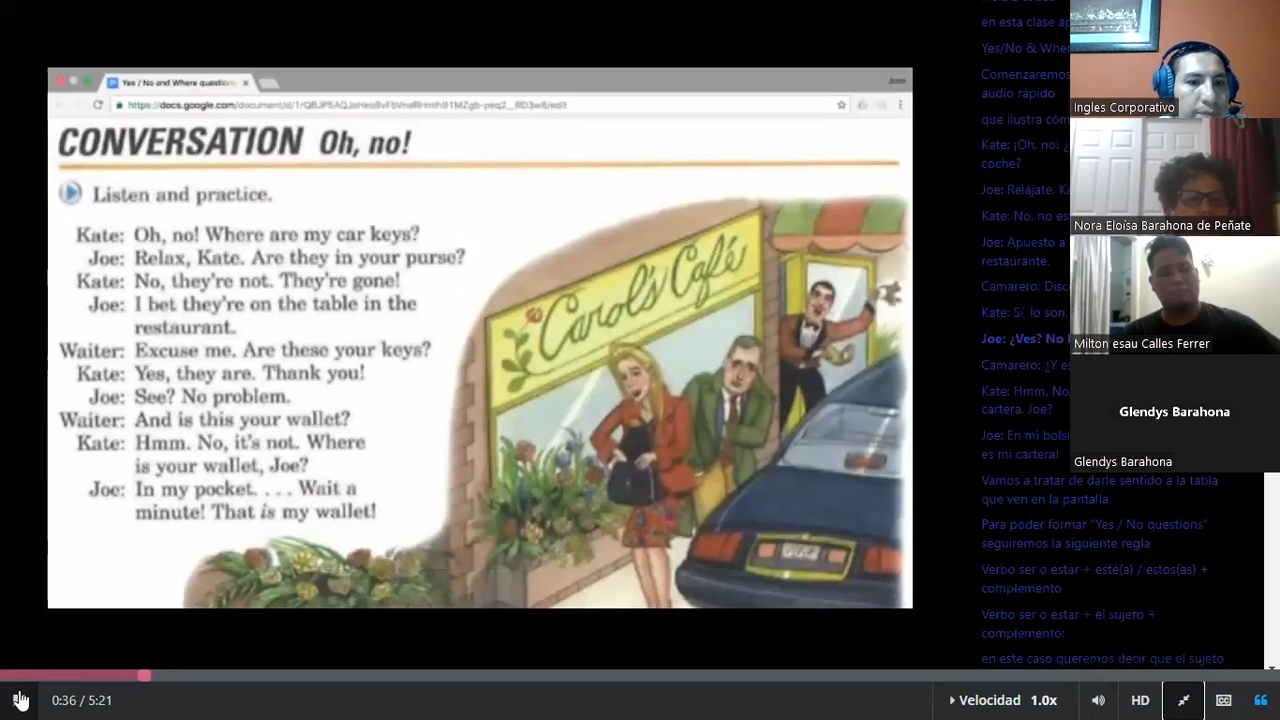 Yes / No and Where question
https://docs.google.com/document/d/
CONVERSATION Oh, no!
Listen and practice.
Kate: Oh, no! Where are my car keys?
Joe: Relax, Kate. Are they in your purse?
Kate: No, they're not. They're gone!
Joe: I bet they're on the table in the
restaurant.
Waiter: Excuse me. Are these your keys?
Kate: Yes, they are. Thank you!
Joe: See? No problem.
Waiter: And is this your wallet?
Kate: Hmm. No, it's not. Where
is your wallet, Joe?
Joe: In my pocket. . . . Wait a
minute! That is my wallet!
Carol's Café
en esta clase
Yes/No &
Comenzaremos
audio rápido
que ilustra
Kate: ¡Oh, no!
coche?
Joe: Relájate.
Kate: No, no
Joe: Apuesto a
restaurante.
Camarero:
Kate: Sí lo son.
Joe: ¿Ves? No
Camarero:
Kate: Hmm. No,
cartera, Joe?
Joe: En mi
es mi cartera!
Vamos a tratar de darle sentido a la tabla
que ven en la pantalla
Para poder formar "Yes / No questions"
seguiremos la siguiente regla
Verbo ser o estar + esté(a) / estos(as) +
complemento
Verbo ser o estar + el sujeto +
complemento:
en este caso queremos decir que el sujeto
Ingles Corporativo
Nora Eloísa Barahona de Peñate
Milton esau Calles Ferrer
Glendys Barahona
Glendys Barahona
0:36 / 5:21
Velocidad 1.0x
HD
CC